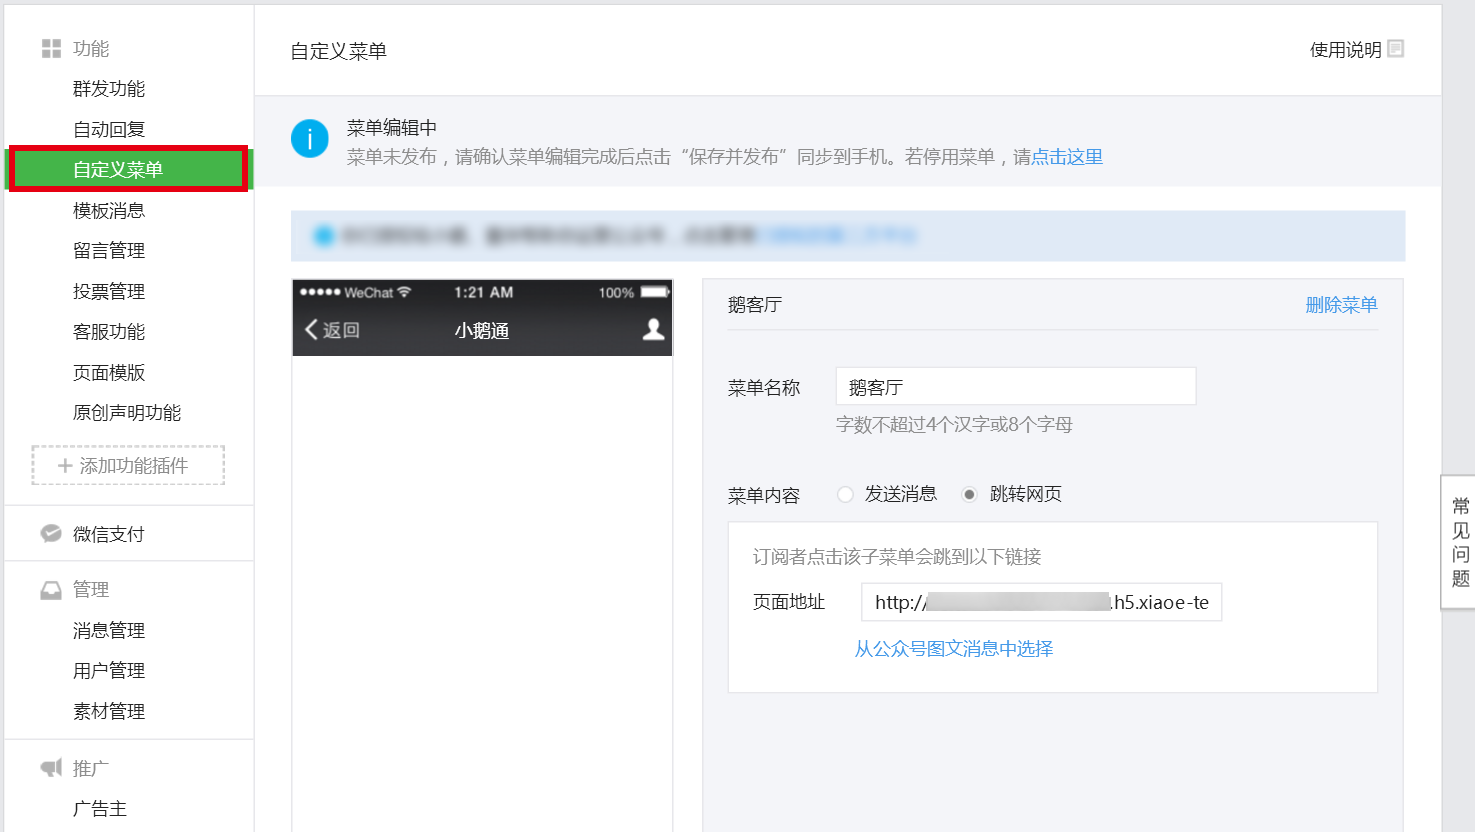 功能
群发功能
自动回复
自定义菜单
模板消息
留言管理
投票管理
客服功能
页面模版
原创声明功能
添加功能插件
微信支付
管理
消息管理
用户管理
素材管理
推广
广告主
自定义菜单
使用说明
菜单编辑中
菜单未发布，请确认菜单编辑完成后点击“保存并发布”同步到手机。若停用菜单，请点击这里
WeChat 1:21 AM 100%
返回 小鹅通
鹅客厅 删除菜单
菜单名称 鹅客厅
字数不超过4个汉字或8个字母
菜单内容 发送消息 跳转网页
订阅者点击该子菜单会跳到以下链接
页面地址 http://.h5.xiaoe-te
从公众号图文消息中选择
常见问题